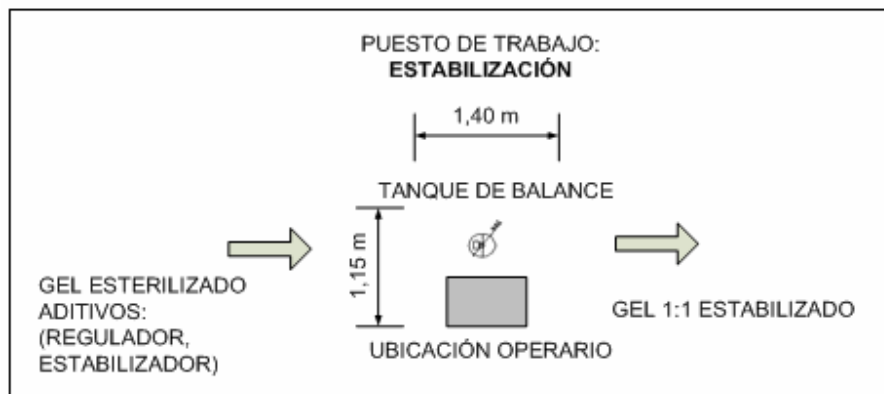 PUESTO DE TRABAJO:
ESTABILIZACIÓN
1,40 m
TANQUE DE BALANCE
1,15 m
GEL ESTERILIZADO
ADITIVOS:
(REGULADOR,
ESTABILIZADOR)
UBICACIÓN OPERARIO
GEL 1:1 ESTABILIZADO